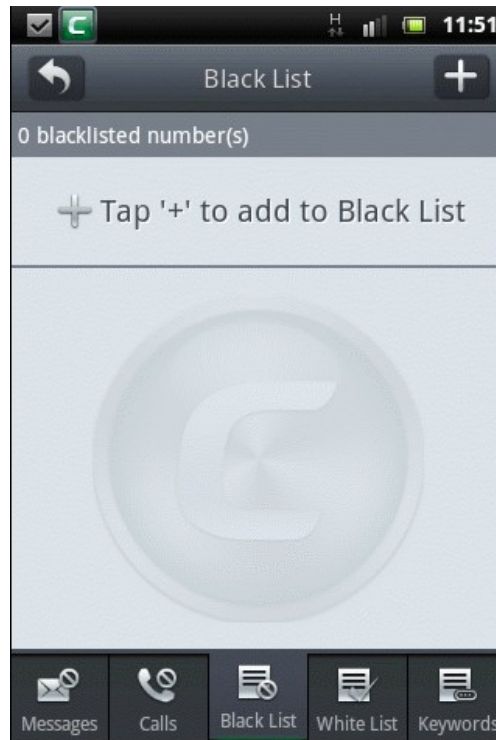 H 11:51
Black List
0 blacklisted number(s)
Tap '+' to add to Black List
Messages Calls Black List White List Keywords